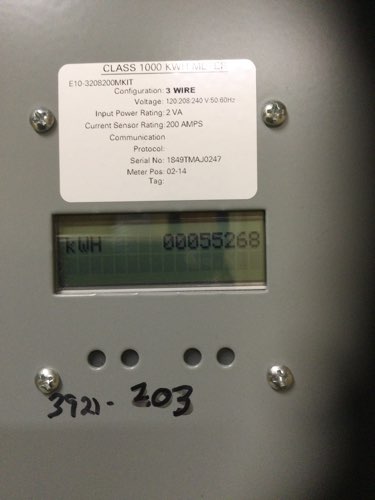 CLASS 1000 KWH METER
E10-3208200MKIT
Configuration: 3 WIRE
Voltage: 120:208:240 V:50:60Hz
Input Power Rating: 2 VA
Current Sensor Rating: 200 AMPS
Communication
Protocol:
Serial No: 1849TMAJ0247
Meter Pos: 02-14
Tag:
kWH 00055268
3921- 203